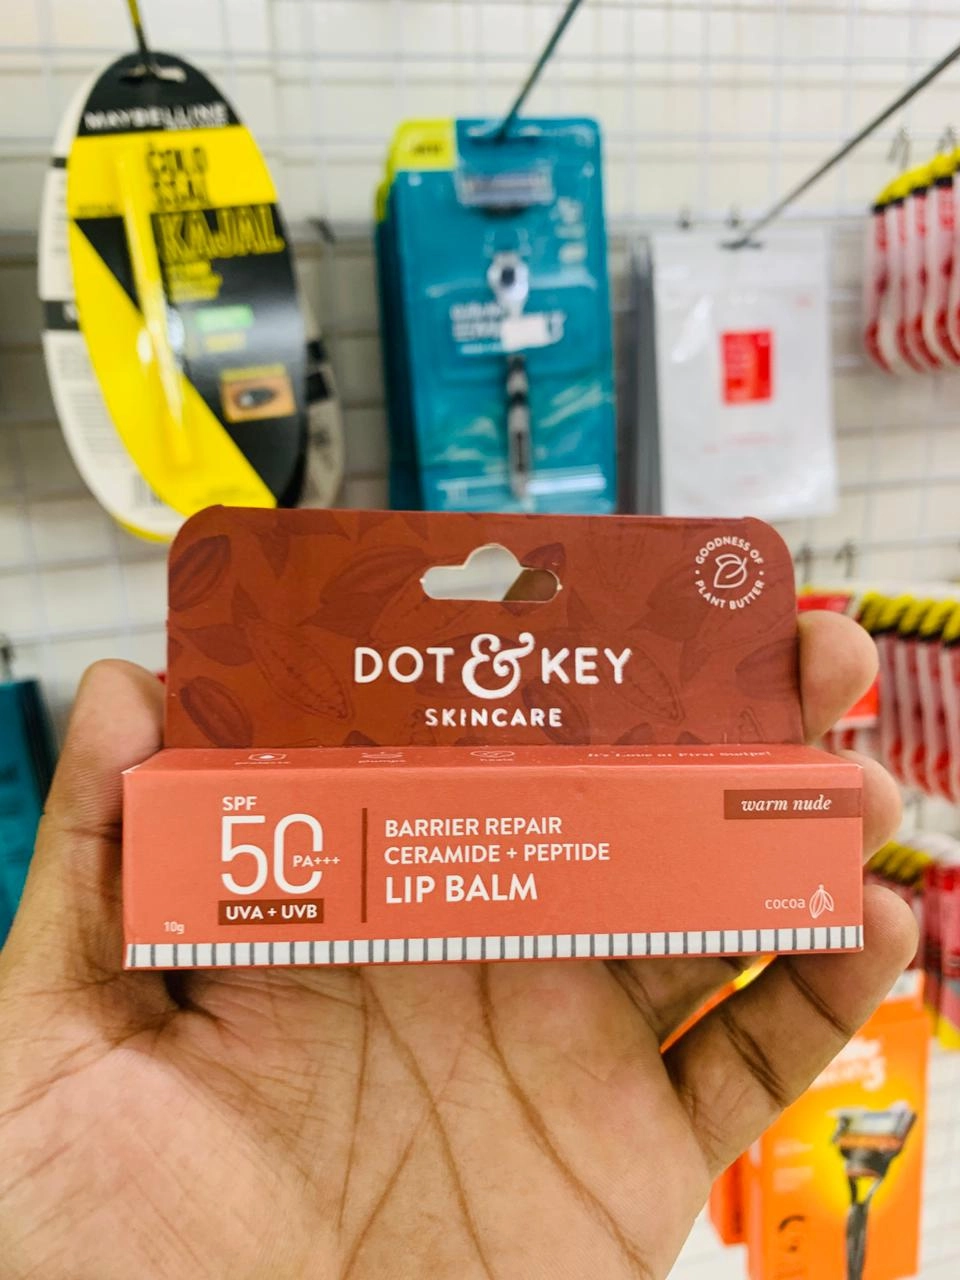 MAYBELLINE
KAJAL
GOODNESS OF
PLANT BUTTER
DOT & KEY
SKINCARE
It's Love at First Swipe!
SPF
50
PA+++
UVA + UVB
10g
BARRIER REPAIR
CERAMIDE + PEPTIDE
LIP BALM
warm nude
cocoa